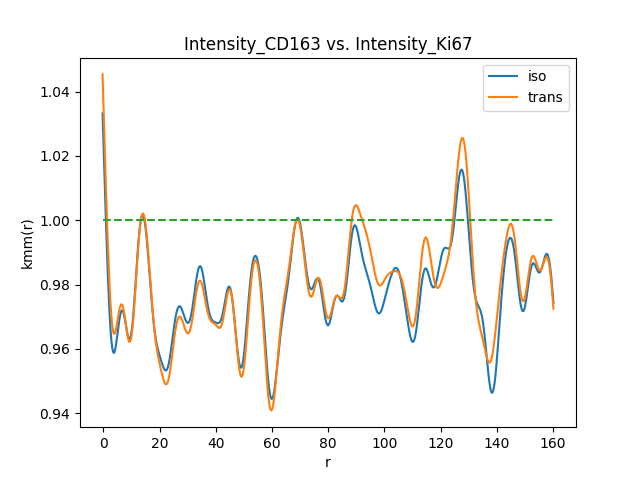 Intensity_CD163 vs. Intensity_Ki67
iso
trans
1.04
1.02
1.00
0.98
0.96
0.94
kmm(r)
0 20 40 60 80 100 120 140 160
r